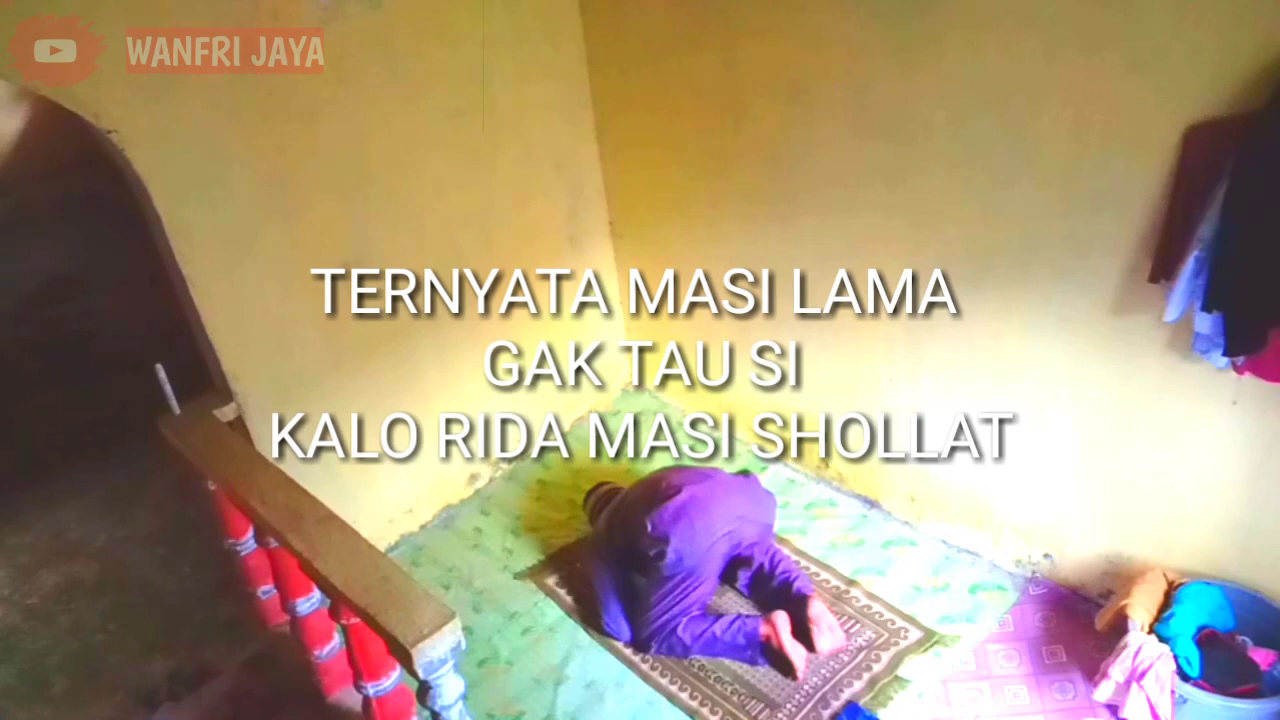 WANFRI JAYA
TERNYATA MASI LAMA
GAK TAU SI
KALO RIDA MASI SHOLLAT